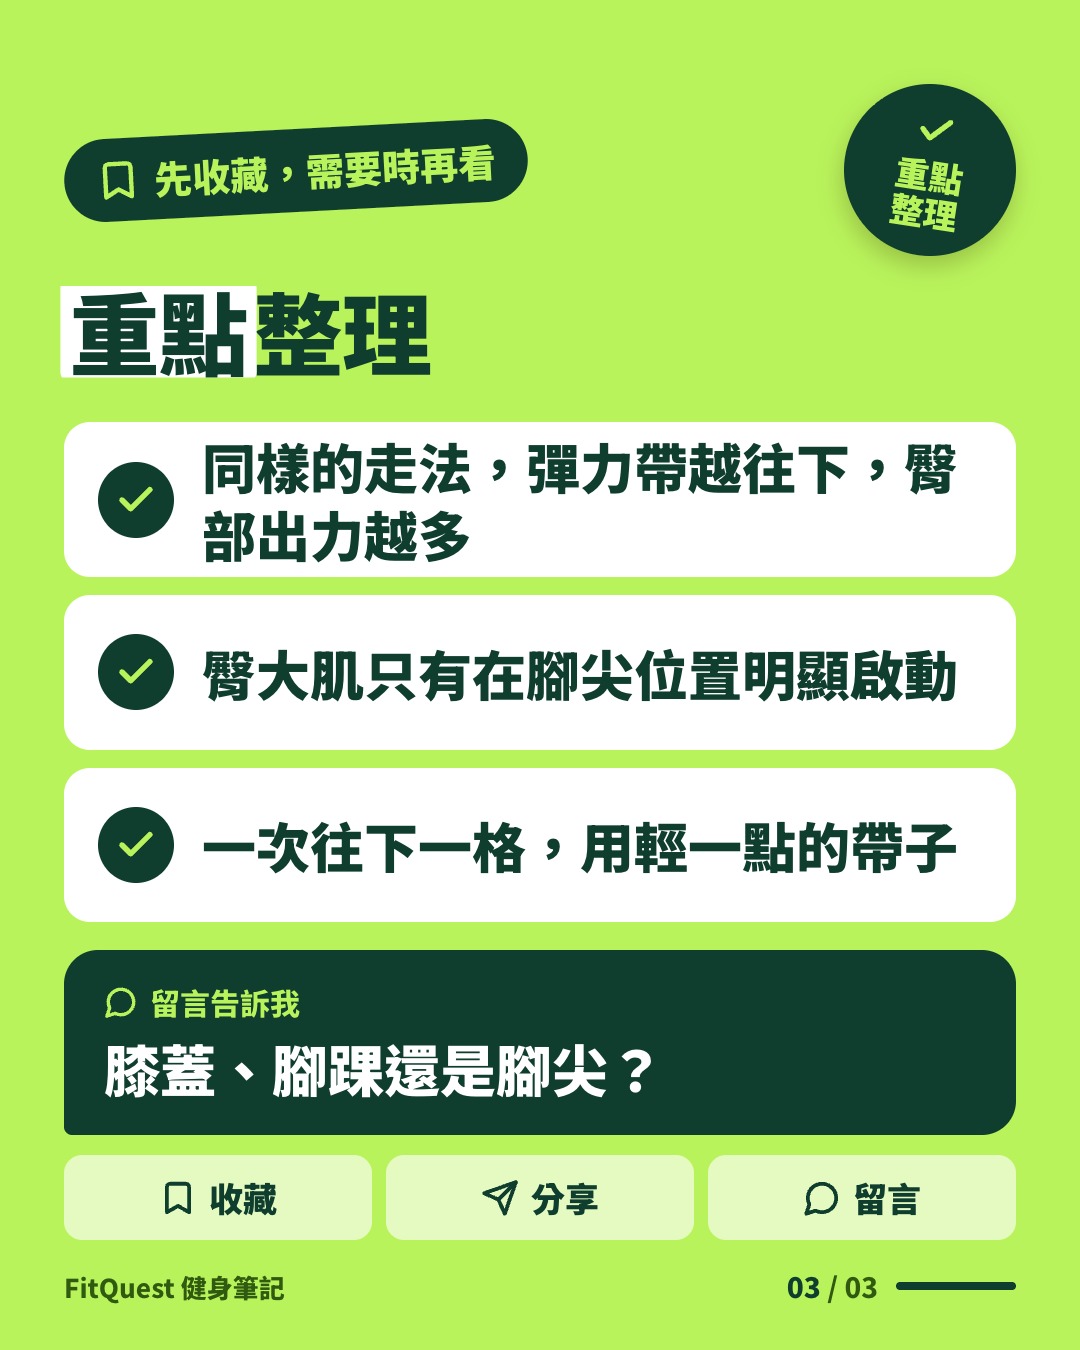 先收藏，需要時再看
重點
整理
重點整理
同樣的走法，彈力帶越往下，臀
部出力越多
臀大肌只有在腳尖位置明顯啟動
一次往下一格，用輕一點的帶子
留言告訴我
膝蓋、腳踝還是腳尖？
收藏
分享
留言
FitQuest 健身筆記
03 / 03